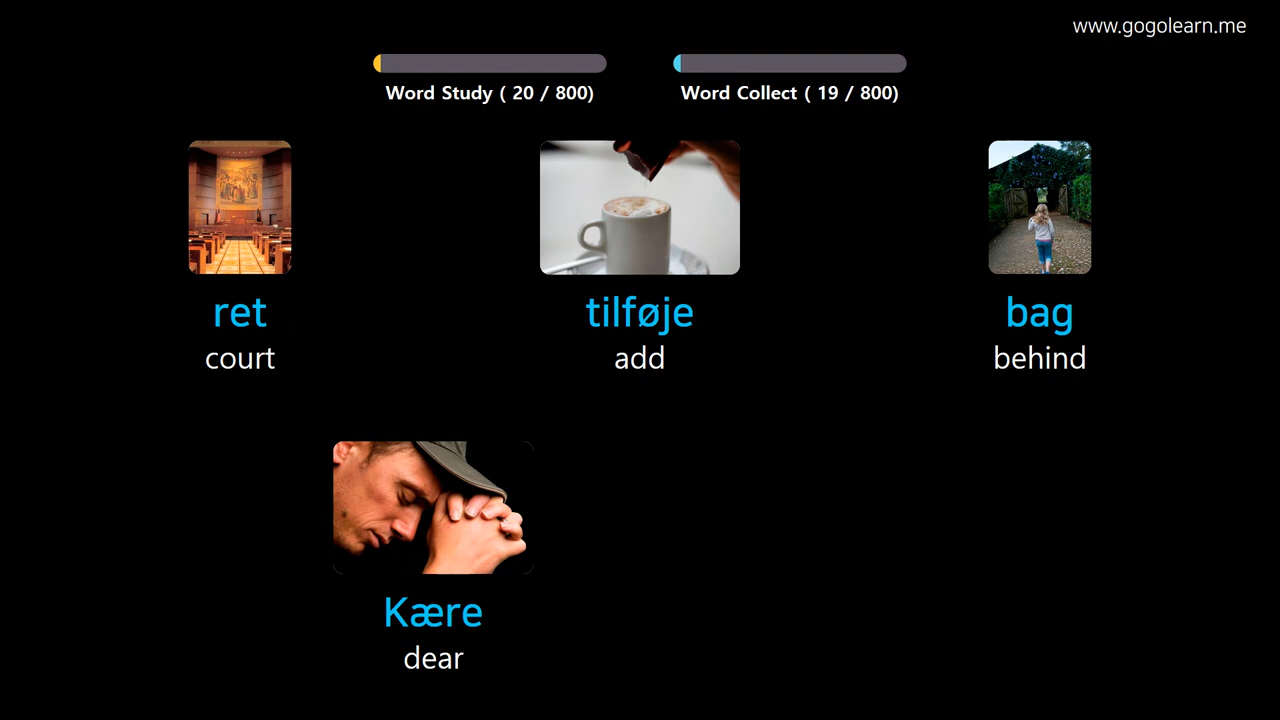 www.gogolearn.me
Word Study ( 20 / 800)
Word Collect ( 19 / 800)
ret
court
tilføje
add
bag
behind
Kære
dear